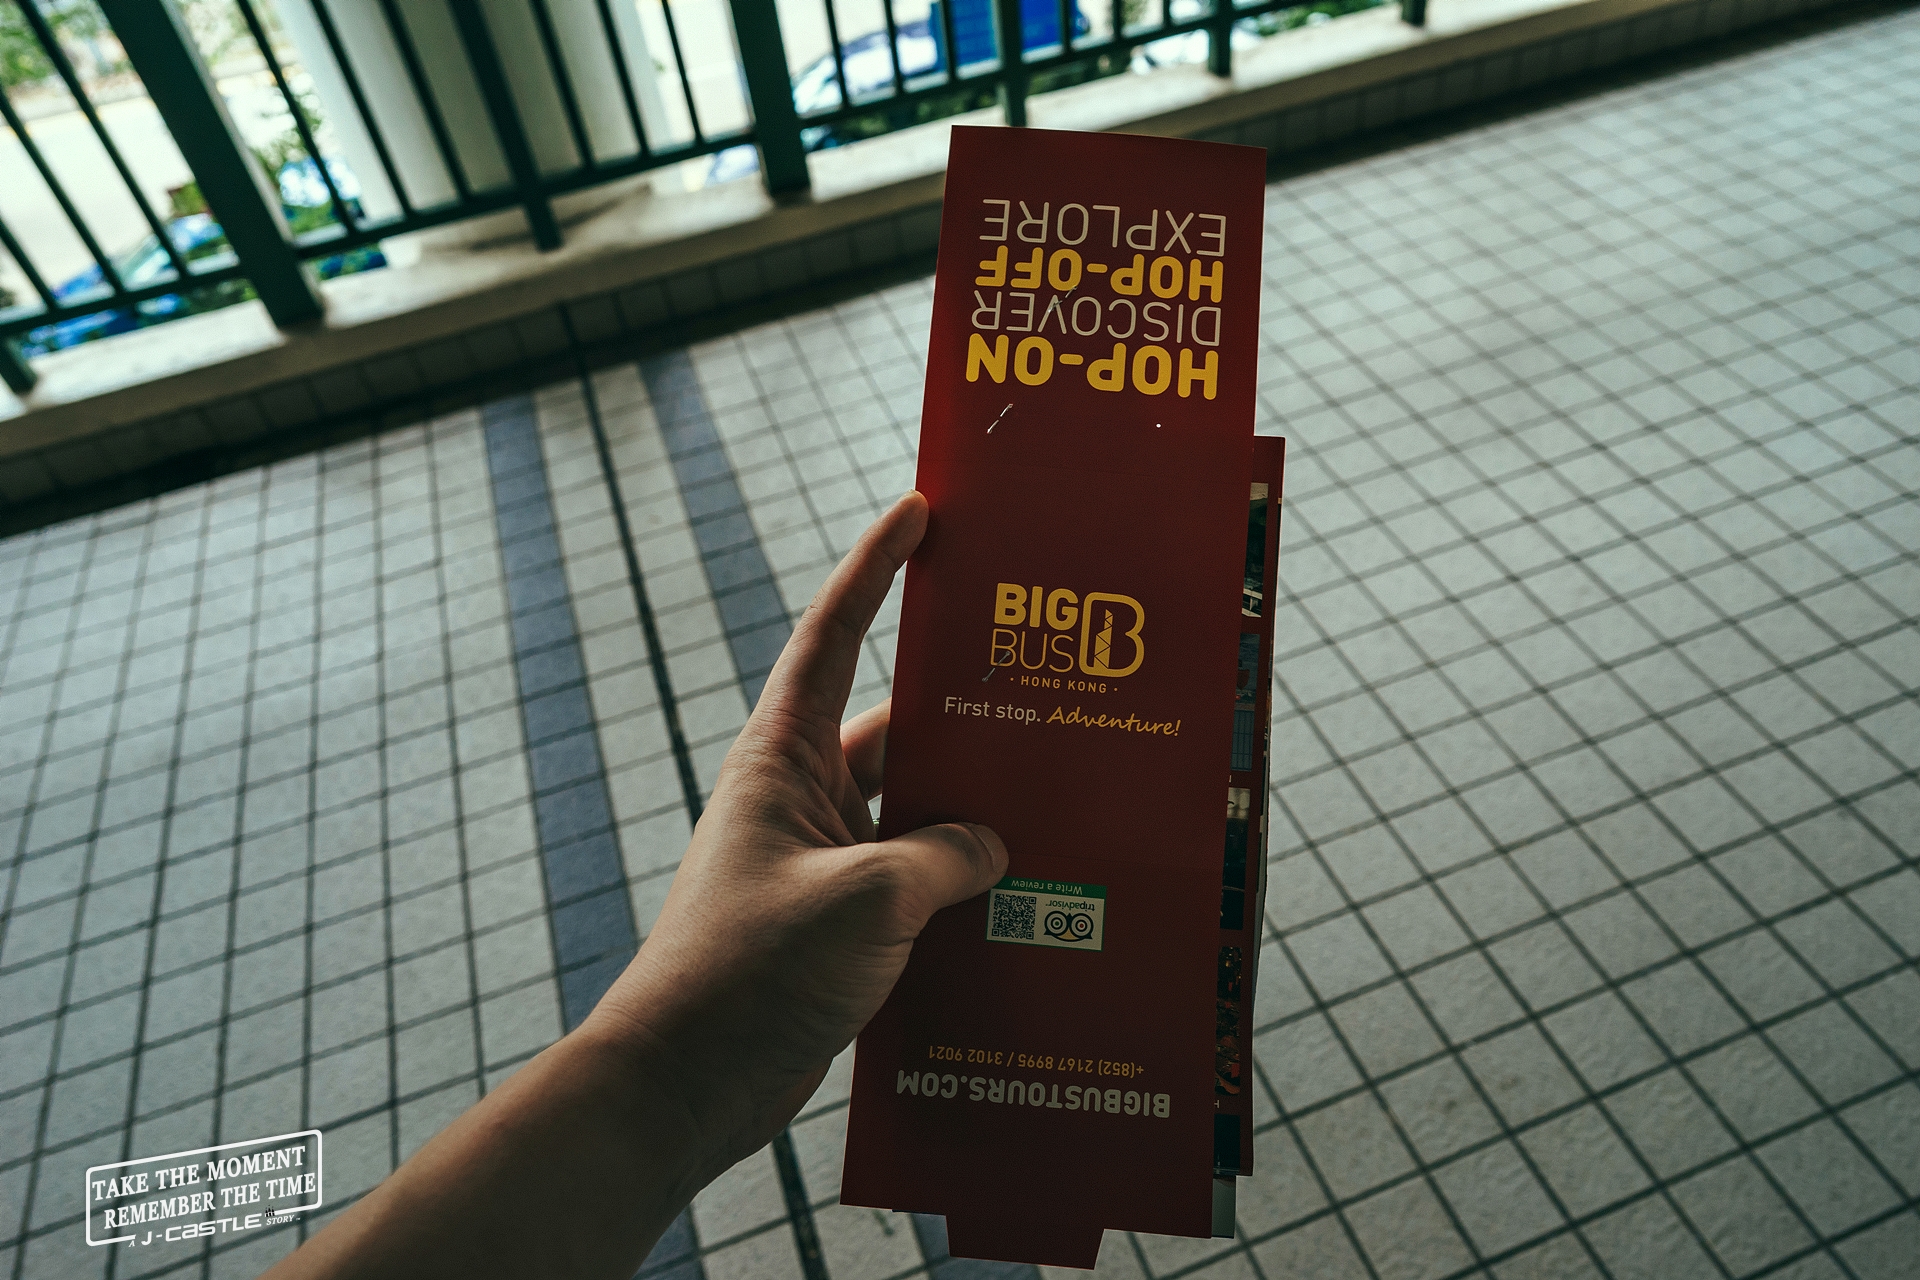 HOP-ON
DISCOVER
HOP-OFF
EXPLORE
BIG
BUS
· HONG KONG ·
First stop. Adventure!
Write a review
tripadvisor™
+(852) 2167 8995 / 3102 9021
BIGBUSTOURS.COM
TAKE THE MOMENT
REMEMBER THE TIME
A J-CASTLE STORY